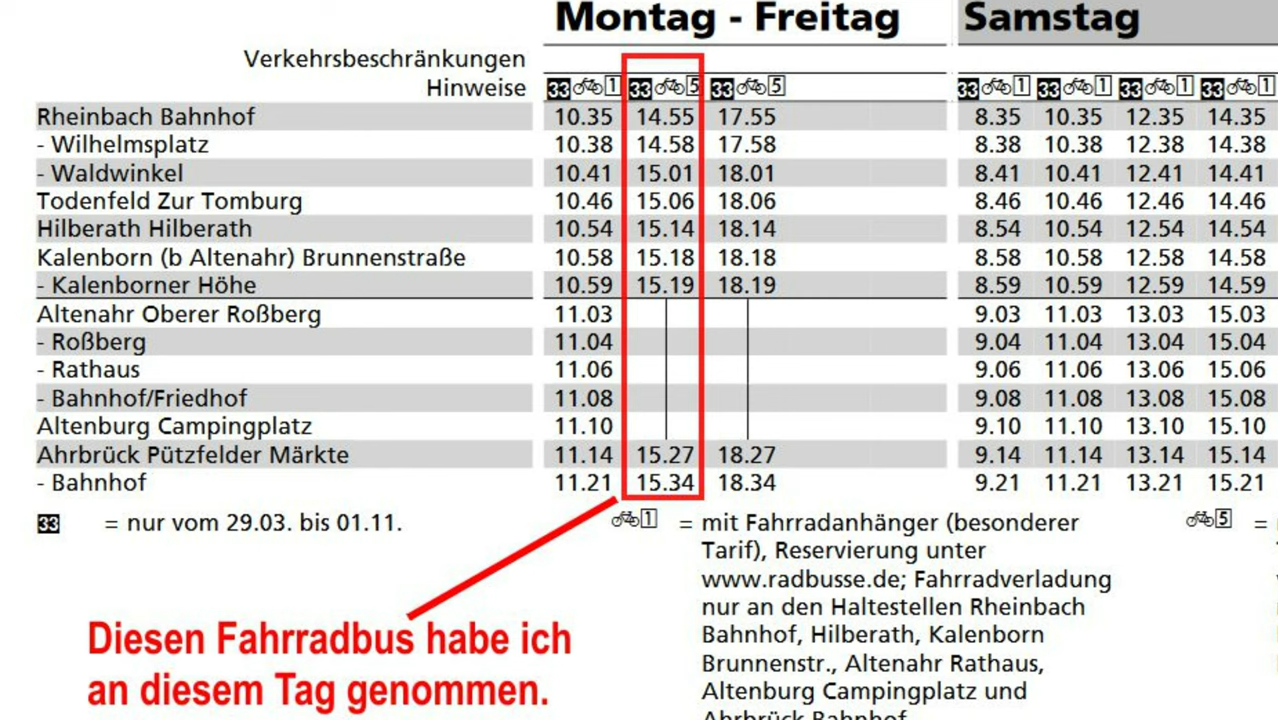 Montag - Freitag Samstag
Verkehrsbeschränkungen
Hinweise 33 1 33 5 33 5 33 1 33 1 33 1 33 1
Rheinbach Bahnhof 10.35 14.55 17.55 8.35 10.35 12.35 14.35
- Wilhelmsplatz 10.38 14.58 17.58 8.38 10.38 12.38 14.38
- Waldwinkel 10.41 15.01 18.01 8.41 10.41 12.41 14.41
Todenfeld Zur Tomburg 10.46 15.06 18.06 8.46 10.46 12.46 14.46
Hilberath Hilberath 10.54 15.14 18.14 8.54 10.54 12.54 14.54
Kalenborn (b Altenahr) Brunnenstraße 10.58 15.18 18.18 8.58 10.58 12.58 14.58
- Kalenborner Höhe 10.59 15.19 18.19 8.59 10.59 12.59 14.59
Altenahr Oberer Roßberg 11.03 9.03 11.03 13.03 15.03
- Roßberg 11.04 9.04 11.04 13.04 15.04
- Rathaus 11.06 9.06 11.06 13.06 15.06
- Bahnhof/Friedhof 11.08 9.08 11.08 13.08 15.08
Altenburg Campingplatz 11.10 9.10 11.10 13.10 15.10
Ahrbrück Pützfelder Märkte 11.14 15.27 18.27 9.14 11.14 13.14 15.14
- Bahnhof 11.21 15.34 18.34 9.21 11.21 13.21 15.21
33 = nur vom 29.03. bis 01.11.
1 = mit Fahrradanhänger (besonderer
Tarif), Reservierung unter
www.radbusse.de; Fahrradverladung
nur an den Haltestellen Rheinbach
Bahnhof, Hilberath, Kalenborn
Brunnenstr., Altenahr Rathaus,
Altenburg Campingplatz und
Ahrbrück Bahnhof
5 =
Diesen Fahrradbus habe ich
an diesem Tag genommen.